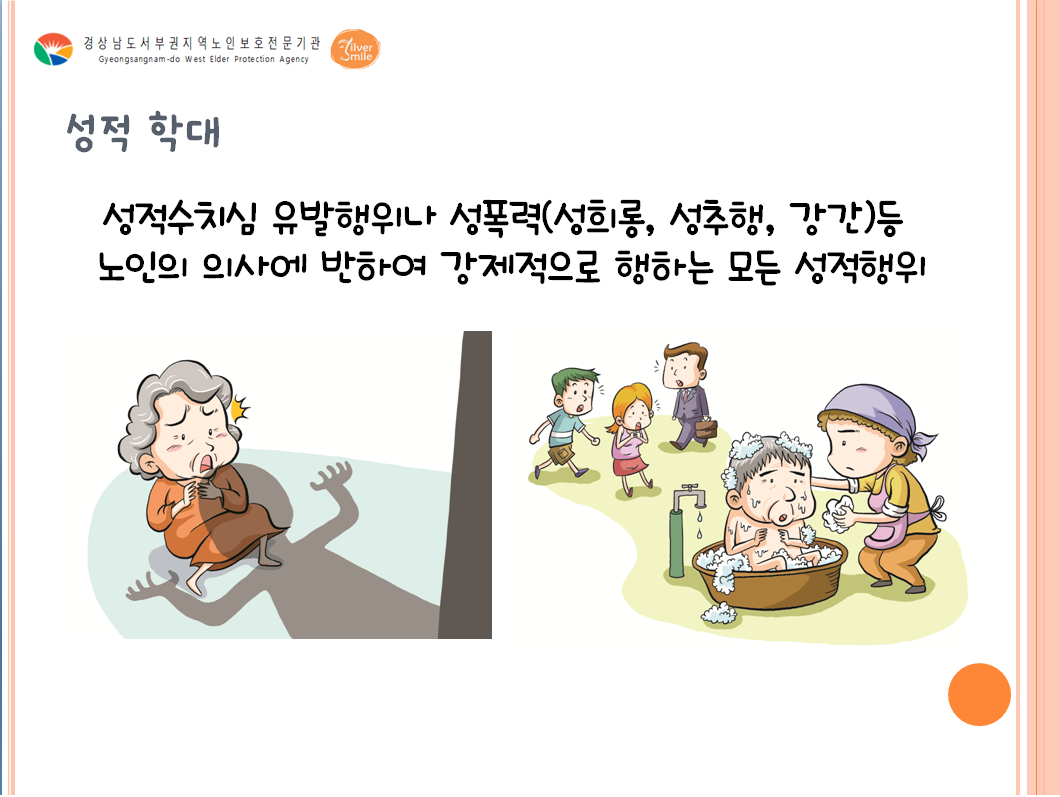 경상남도서부권지역노인보호전문기관
Gyeongsangnam-do West Elder Protection Agency
Silver
Smile
성적 학대
성적수치심 유발행위나 성폭력(성희롱, 성추행, 강간)등
노인의 의사에 반하여 강제적으로 행하는 모든 성적행위